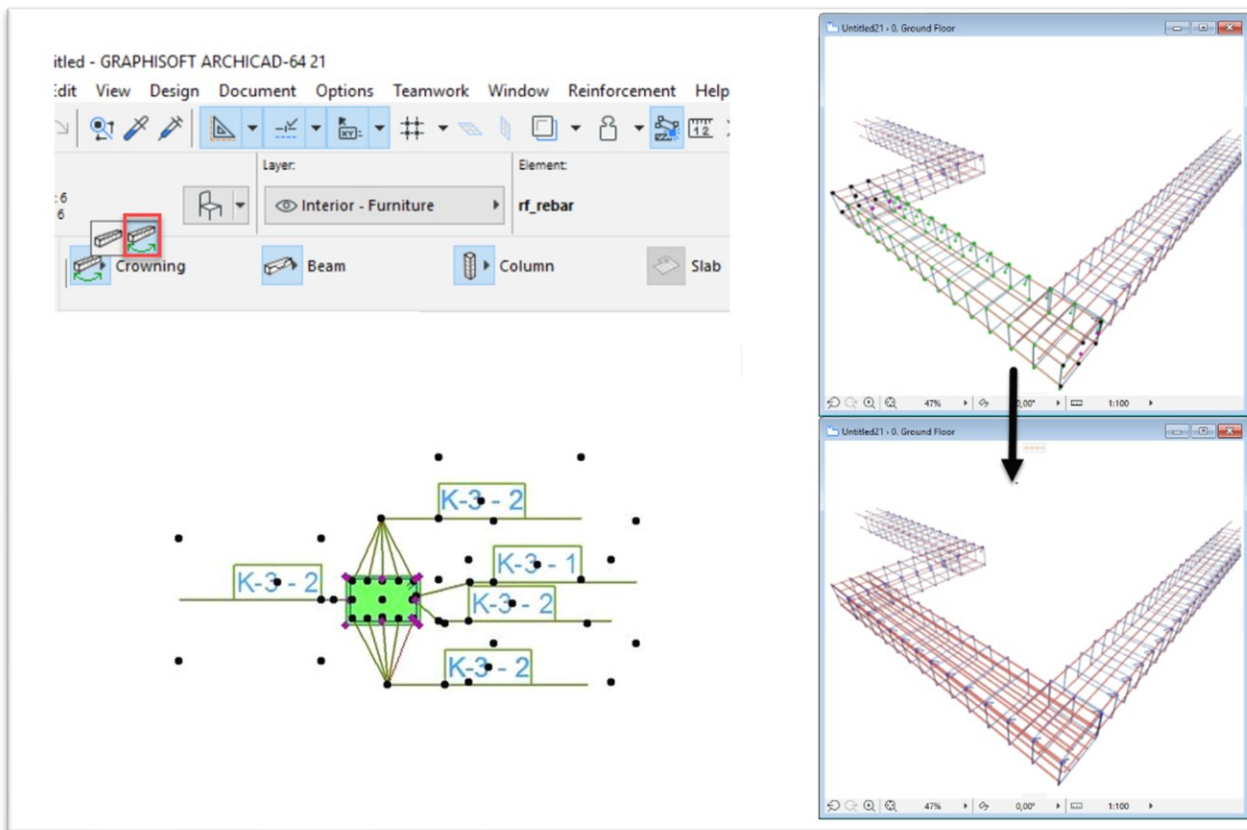 itled - GRAPHISOFT ARCHICAD-64 21
Edit View Design Document Options Teamwork Window Reinforcement Help
Layer:
Element:
:6
6
Interior - Furniture
rf_rebar
Crowning
Beam
Column
Slab
K-3 - 2
K-3 - 1
K-3 - 2
K-3 - 2
K-3 - 2
Untitled21 › 0. Ground Floor
47%
0,00°
1:100
Untitled21 › 0. Ground Floor
47%
0,00°
1:100